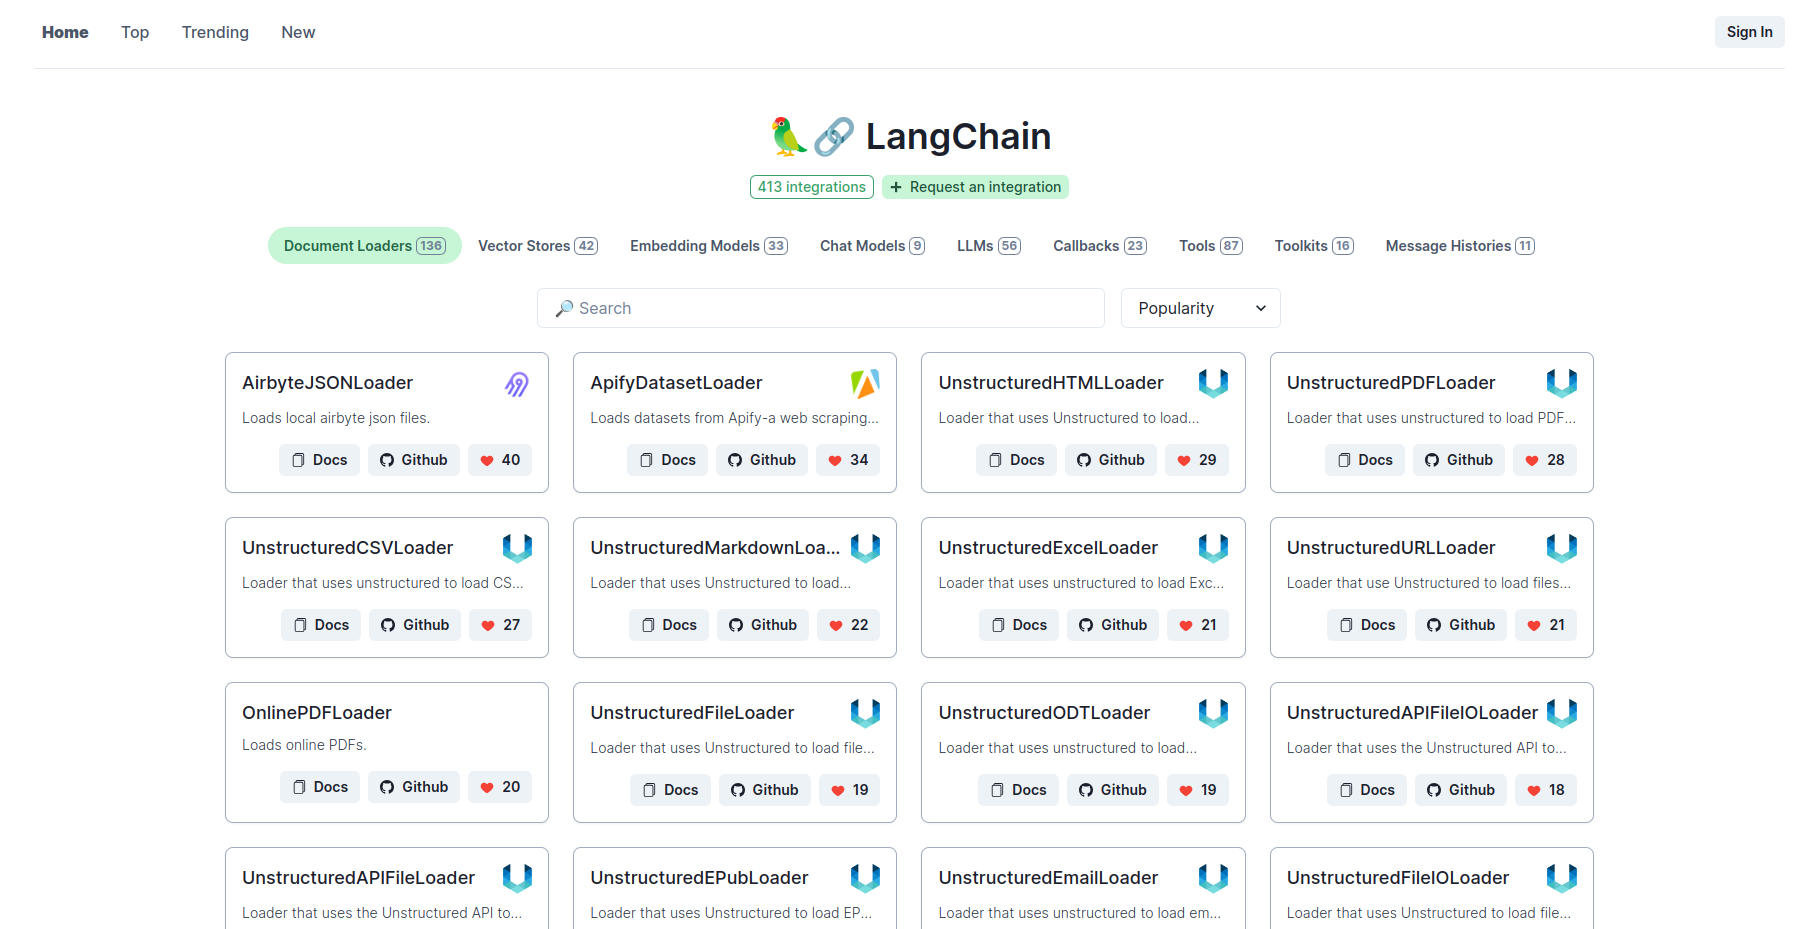 Home Top Trending New Sign In
LangChain
413 integrations + Request an integration
Document Loaders 136 Vector Stores 42 Embedding Models 33 Chat Models 9 LLMs 56 Callbacks 23 Tools 87 Toolkits 16 Message Histories 11
Search Popularity
AirbyteJSONLoader
Loads local airbyte json files.
Docs Github 40
ApifyDatasetLoader
Loads datasets from Apify-a web scraping...
Docs Github 34
UnstructuredHTMLLoader
Loader that uses Unstructured to load...
Docs Github 29
UnstructuredPDFLoader
Loader that uses unstructured to load PDF...
Docs Github 28
UnstructuredCSVLoader
Loader that uses unstructured to load CS...
Docs Github 27
UnstructuredMarkdownLoa...
Loader that uses Unstructured to load...
Docs Github 22
UnstructuredExcelLoader
Loader that uses unstructured to load Exc...
Docs Github 21
UnstructuredURLLoader
Loader that use Unstructured to load files...
Docs Github 21
OnlinePDFLoader
Loads online PDFs.
Docs Github 20
UnstructuredFileLoader
Loader that uses Unstructured to load file...
Docs Github 19
UnstructuredODTLoader
Loader that uses unstructured to load...
Docs Github 19
UnstructuredAPIFileIOLoader
Loader that uses the Unstructured API to...
Docs Github 18
UnstructuredAPIFileLoader
Loader that uses the Unstructured API to...
UnstructuredEPubLoader
Loader that uses Unstructured to load EP...
UnstructuredEmailLoader
Loader that uses unstructured to load em...
UnstructuredFileIOLoader
Loader that uses Unstructured to load file...